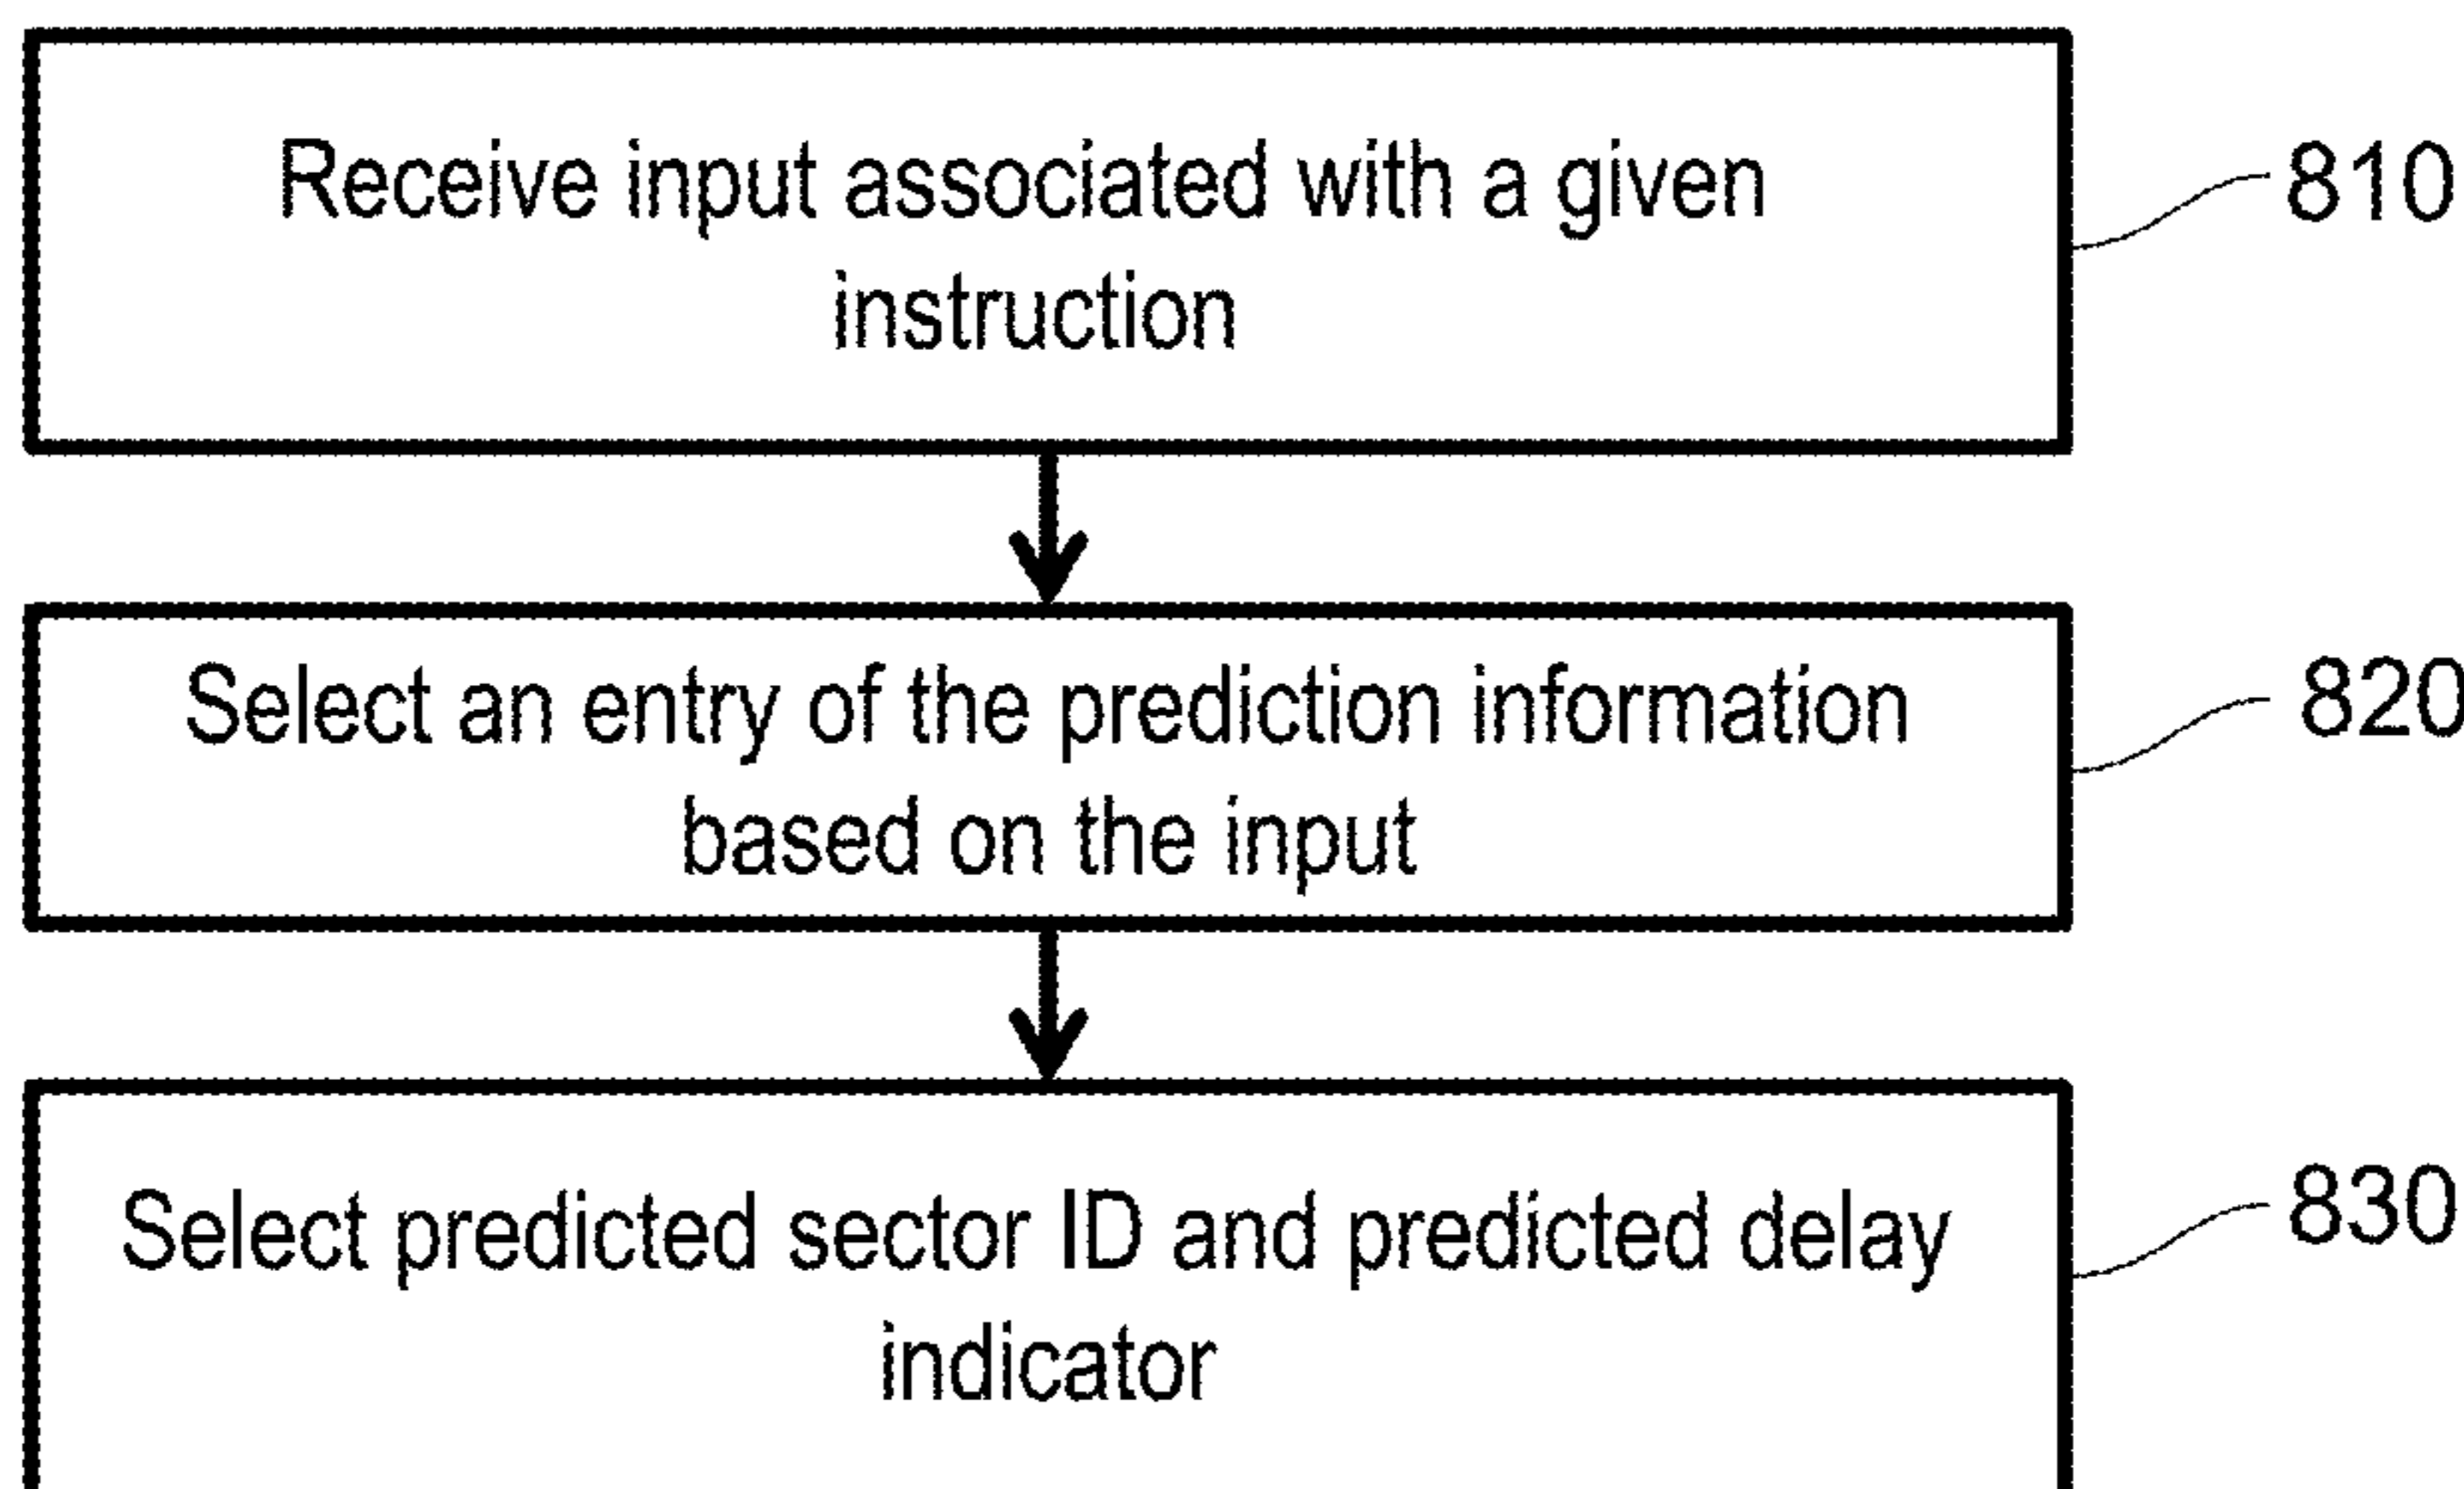 Receive input associated with a given
instruction
810
Select an entry of the prediction information
based on the input
820
Select predicted sector ID and predicted delay
indicator
830